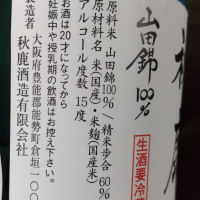 山田錦
100%
生酒要冷
原料米 山田錦100%/精米歩合 60%
原材料名 米(国産)・米麹(国産米)
アルコール度数 15度
お酒は20才になってから
妊娠中や授乳期の飲酒はお控え下さい。
大阪府豊能郡能勢町倉垣一〇
製造者 秋鹿酒造有限会社